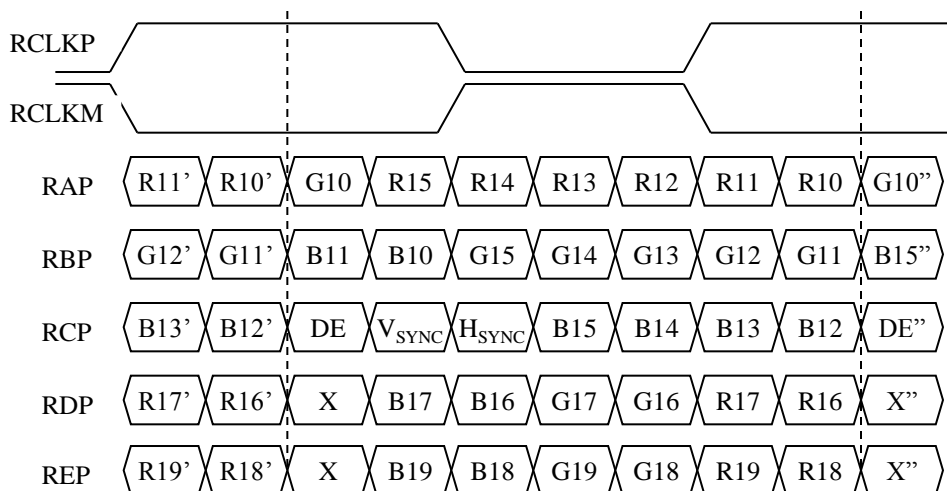 RCLKP
RCLKM
RAP R11’ R10’ G10 R15 R14 R13 R12 R11 R10 G10”
RBP G12’ G11’ B11 B10 G15 G14 G13 G12 G11 B15”
RCP B13’ B12’ DE VSYNC HSYNC B15 B14 B13 B12 DE”
RDP R17’ R16’ X B17 B16 G17 G16 R17 R16 X”
REP R19’ R18’ X B19 B18 G19 G18 R19 R18 X”